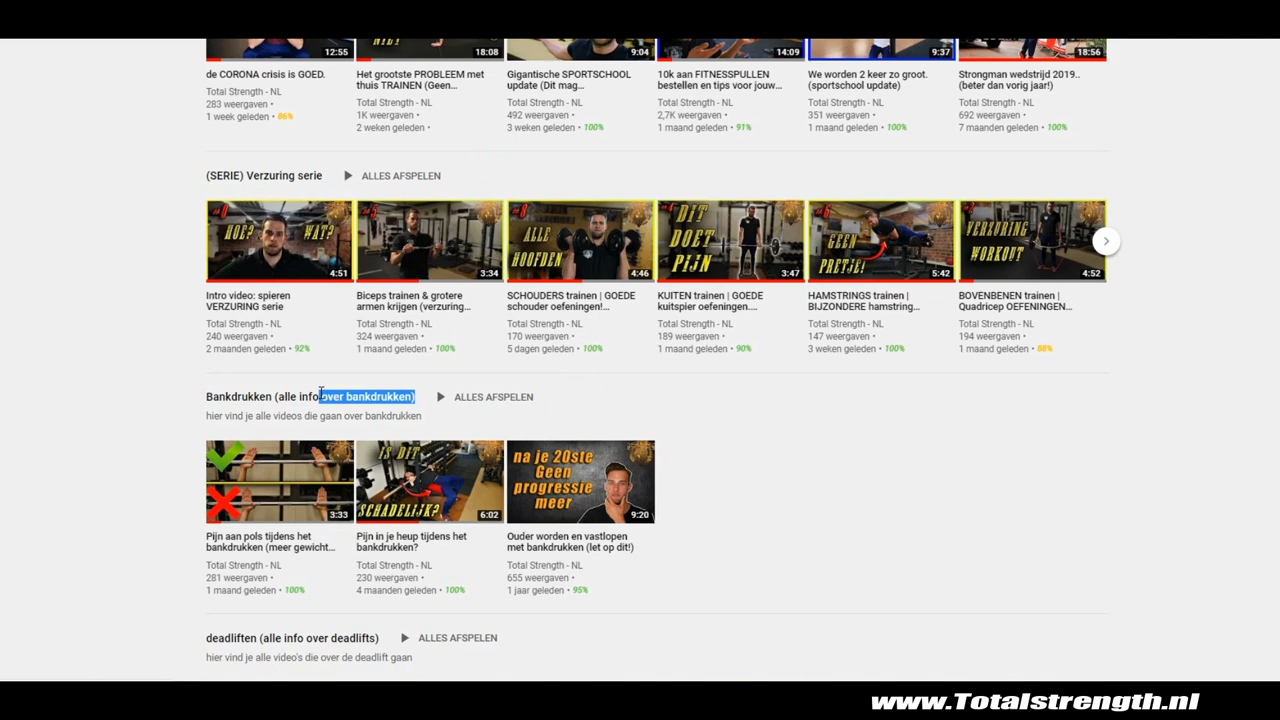 12:55 18:08 9:04 14:09 9:37 18:56
de CORONA crisis is GOED.
Total Strength - NL
283 weergaven •
1 week geleden • 86%
Het grootste PROBLEEM met
thuis TRAINEN (Geen...
Total Strength - NL
1K weergaven •
2 weken geleden •
Gigantische SPORTSCHOOL
update (Dit mag...
Total Strength - NL
492 weergaven •
3 weken geleden • 100%
10k aan FITNESSPULLEN
bestellen en tips voor jouw...
Total Strength - NL
2,7K weergaven •
1 maand geleden • 91%
We worden 2 keer zo groot.
(sportschool update)
Total Strength - NL
351 weergaven •
1 maand geleden • 100%
Strongman wedstrijd 2019..
(beter dan vorig jaar!)
Total Strength - NL
692 weergaven •
7 maanden geleden • 100%
(SERIE) Verzuring serie ALLES AFSPELEN
HOE? WAT?
4:51
3:34
ALLE
HOOFDEN
4:46
DIT
DOET
PIJN
3:47
GEEN
PRETJE!
5:42
VERZURING
WORKOUT
4:52
Intro video: spieren
VERZURING serie
Total Strength - NL
240 weergaven •
2 maanden geleden • 92%
Biceps trainen & grotere
armen krijgen (verzuring...
Total Strength - NL
324 weergaven •
1 maand geleden • 100%
SCHOUDERS trainen | GOEDE
schouder oefeningen!...
Total Strength - NL
170 weergaven •
5 dagen geleden • 100%
KUITEN trainen | GOEDE
kuitspier oefeningen....
Total Strength - NL
189 weergaven •
1 maand geleden • 90%
HAMSTRINGS trainen |
BIJZONDERE hamstring...
Total Strength - NL
147 weergaven •
3 weken geleden • 100%
BOVENBENEN trainen |
Quadricep OEFENINGEN...
Total Strength - NL
194 weergaven •
1 maand geleden • 88%
Bankdrukken (alle info over bankdrukken) ALLES AFSPELEN
hier vind je alle videos die gaan over bankdrukken
3:33
IS DIT
SCHADELIJK?
6:02
na je 20ste
Geen
progressie
meer
9:20
Pijn aan pols tijdens het
bankdrukken (meer gewicht...
Total Strength - NL
281 weergaven •
1 maand geleden • 100%
Pijn in je heup tijdens het
bankdrukken?
Total Strength - NL
230 weergaven •
4 maanden geleden • 100%
Ouder worden en vastlopen
met bankdrukken (let op dit!)
Total Strength - NL
655 weergaven •
1 jaar geleden • 95%
deadliften (alle info over deadlifts) ALLES AFSPELEN
hier vind je alle video's die over de deadlift gaan
www.Totalstrength.nl